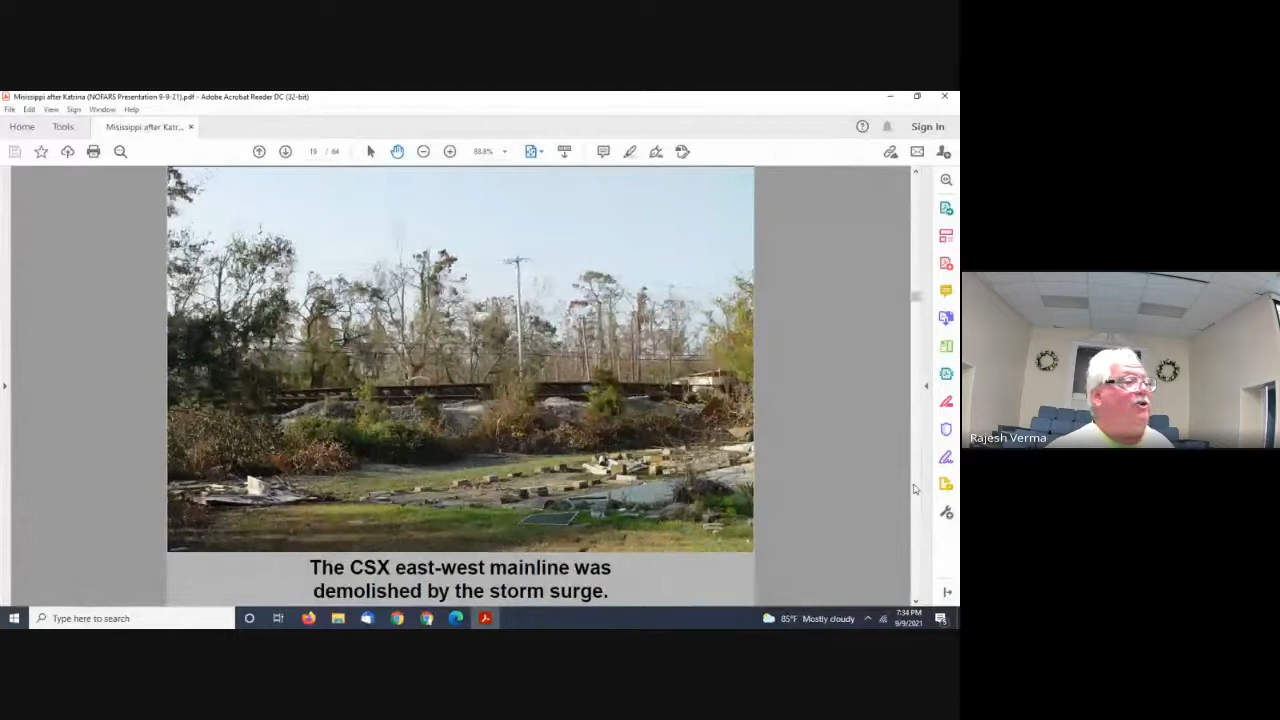 Misissippi after Katrina (NOFARS Presentation 9-9-21).pdf - Adobe Acrobat Reader DC (32-bit)
File Edit View Sign Window Help
Home Tools Misissippi after Katr... × Sign In
19 / 64 88.8%
The CSX east-west mainline was
demolished by the storm surge.
Rajesh Verma
Type here to search
85°F Mostly cloudy
7:34 PM
9/9/2021